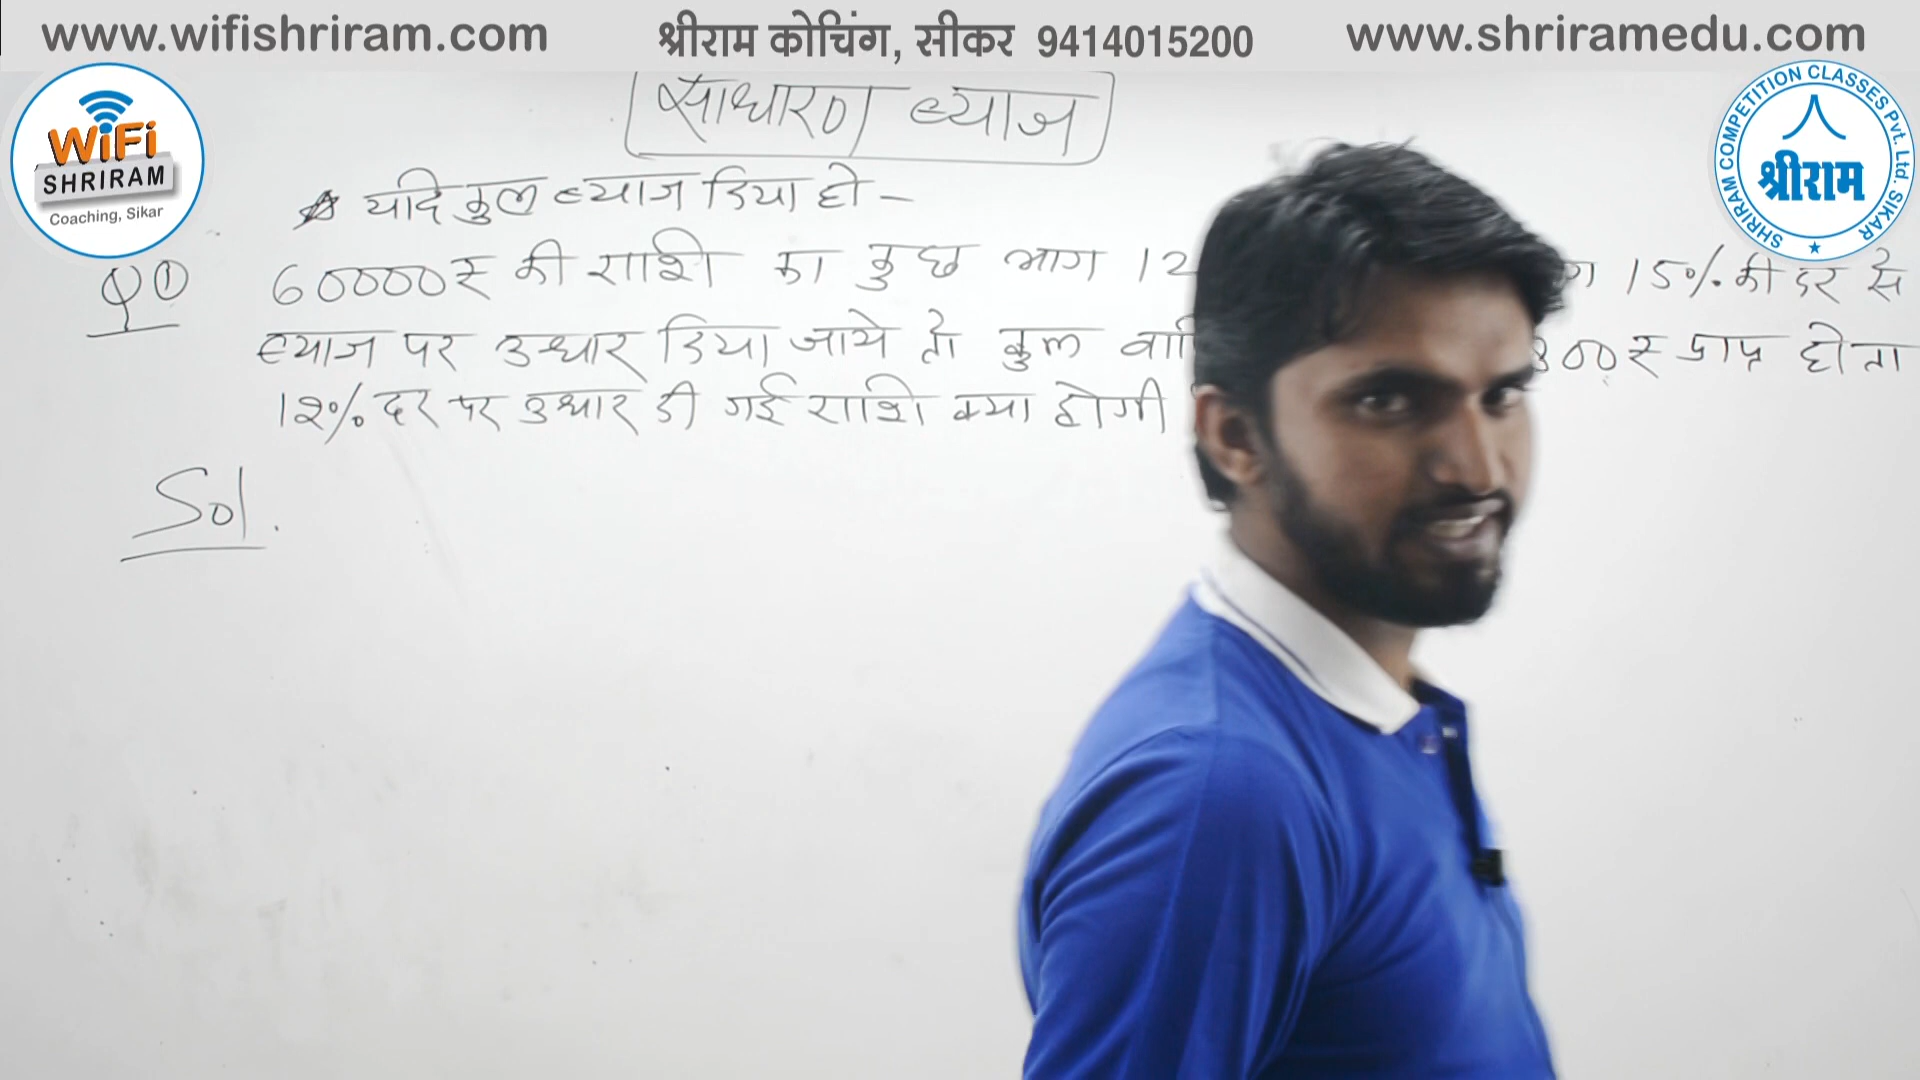 www.wifishriram.com श्रीराम कोचिंग, सीकर 9414015200 www.shriramedu.com
WiFi
SHRIRAM
Coaching, Sikar
SHRIRAM COMPETITION CLASSES Pvt. Ltd. SIKAR
श्रीराम
साधारण ब्याज
यदि कुल ब्याज दिया हो -
Q① 60000₹ की राशि का कुछ भाग 12 15% की दर से
ब्याज पर उधार दिया जाये तो कुल 300₹ प्राप्त होता
12% दर पर उधार दी गई राशि क्या होगी
Sol.